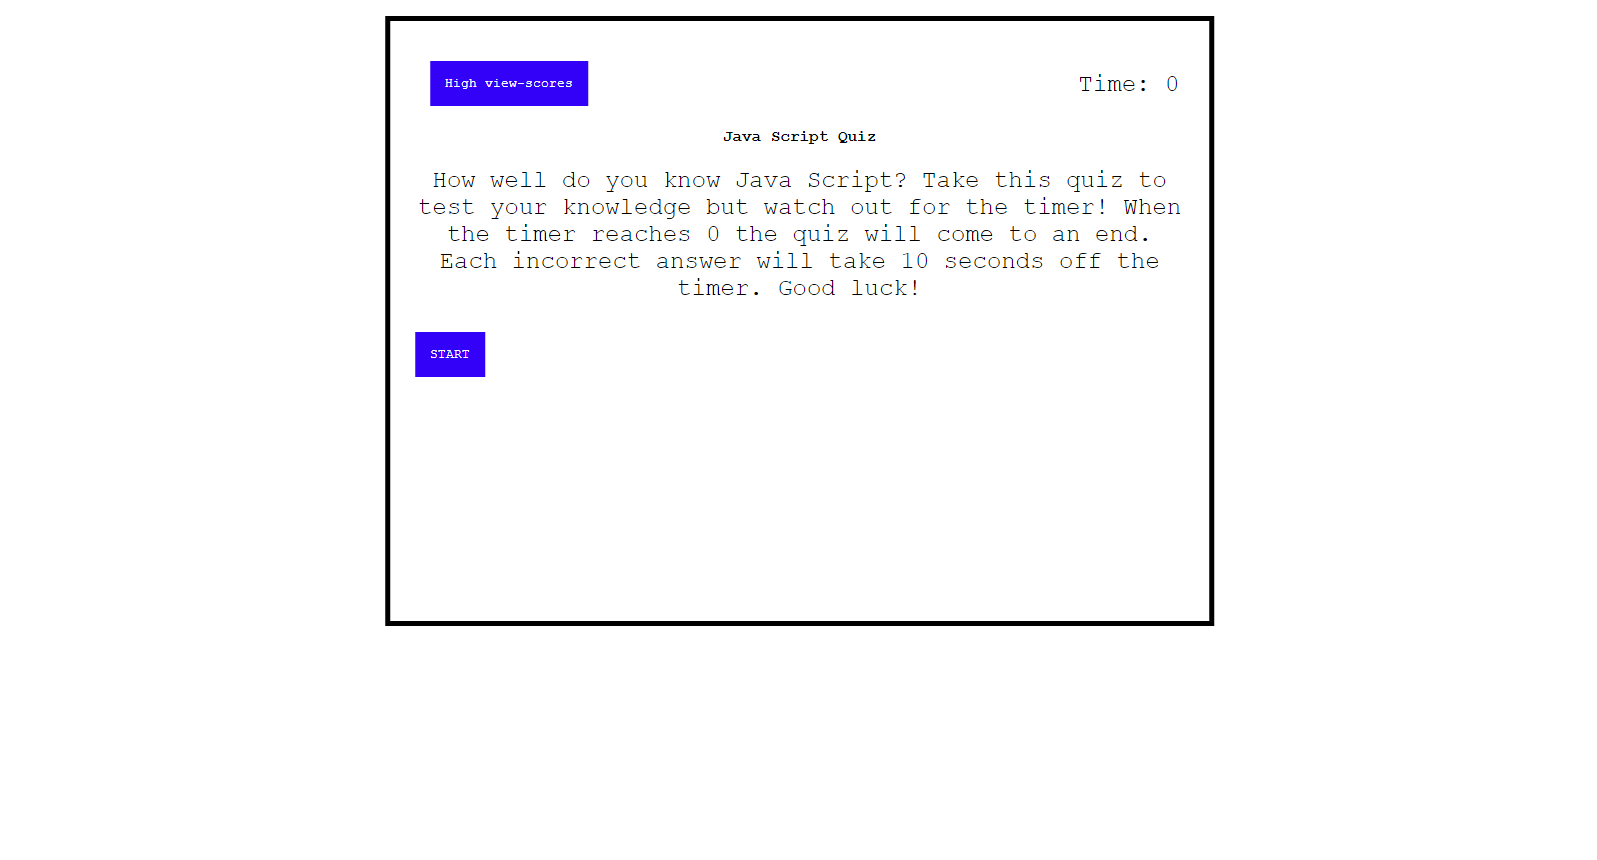 High view-scores
Time: 0
Java Script Quiz
How well do you know Java Script? Take this quiz to
test your knowledge but watch out for the timer! When
the timer reaches 0 the quiz will come to an end.
Each incorrect answer will take 10 seconds off the
timer. Good luck!
START